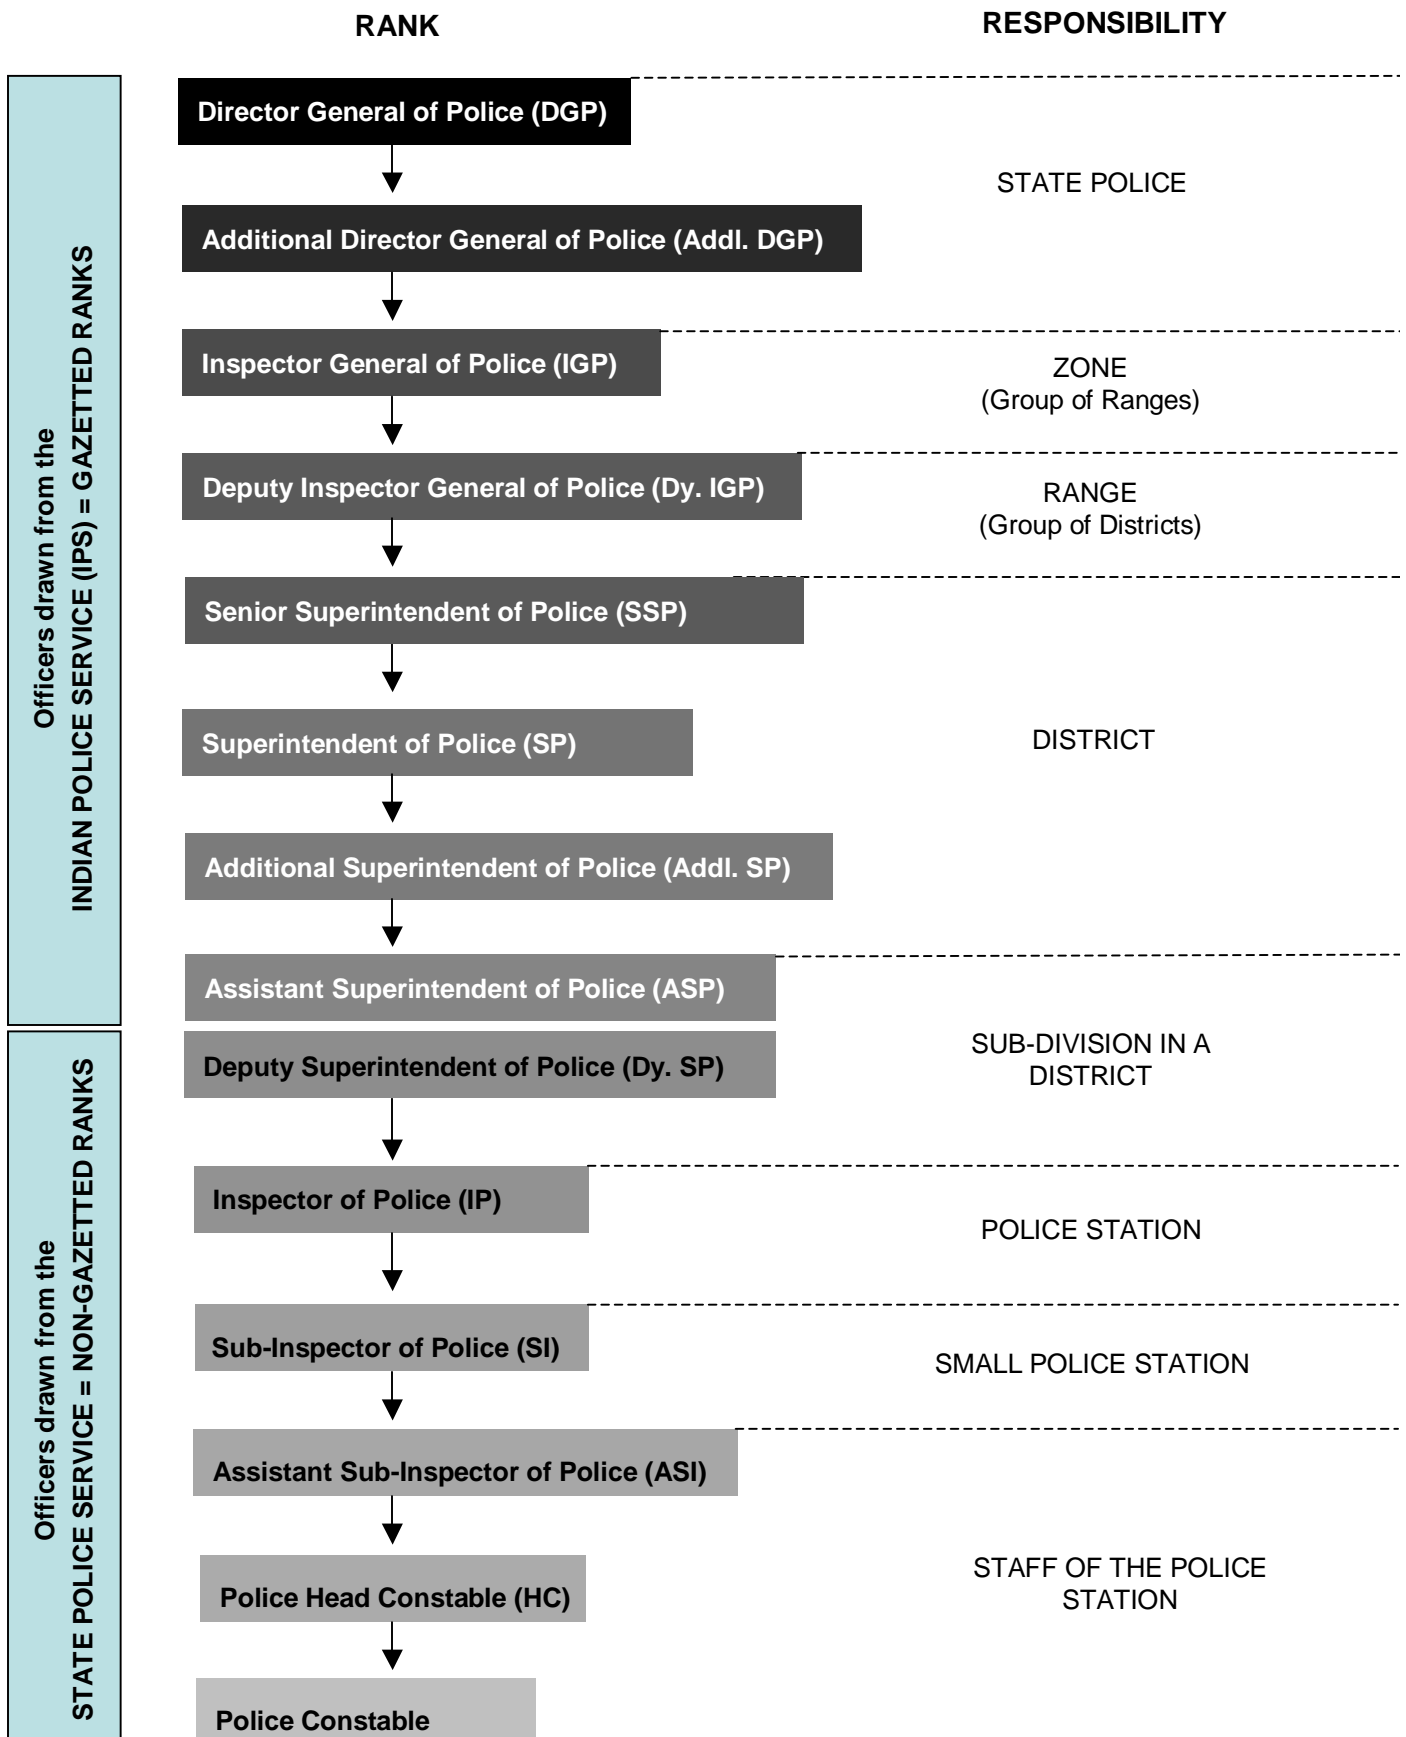 RANK
RESPONSIBILITY
Officers drawn from the
INDIAN POLICE SERVICE (IPS) = GAZETTED RANKS
Director General of Police (DGP)
STATE POLICE
Additional Director General of Police (Addl. DGP)
Inspector General of Police (IGP)
ZONE
(Group of Ranges)
Deputy Inspector General of Police (Dy. IGP)
RANGE
(Group of Districts)
Senior Superintendent of Police (SSP)
Superintendent of Police (SP)
DISTRICT
Additional Superintendent of Police (Addl. SP)
Assistant Superintendent of Police (ASP)
Officers drawn from the
STATE POLICE SERVICE = NON-GAZETTED RANKS
Deputy Superintendent of Police (Dy. SP)
SUB-DIVISION IN A
DISTRICT
Inspector of Police (IP)
POLICE STATION
Sub-Inspector of Police (SI)
SMALL POLICE STATION
Assistant Sub-Inspector of Police (ASI)
Police Head Constable (HC)
STAFF OF THE POLICE
STATION
Police Constable